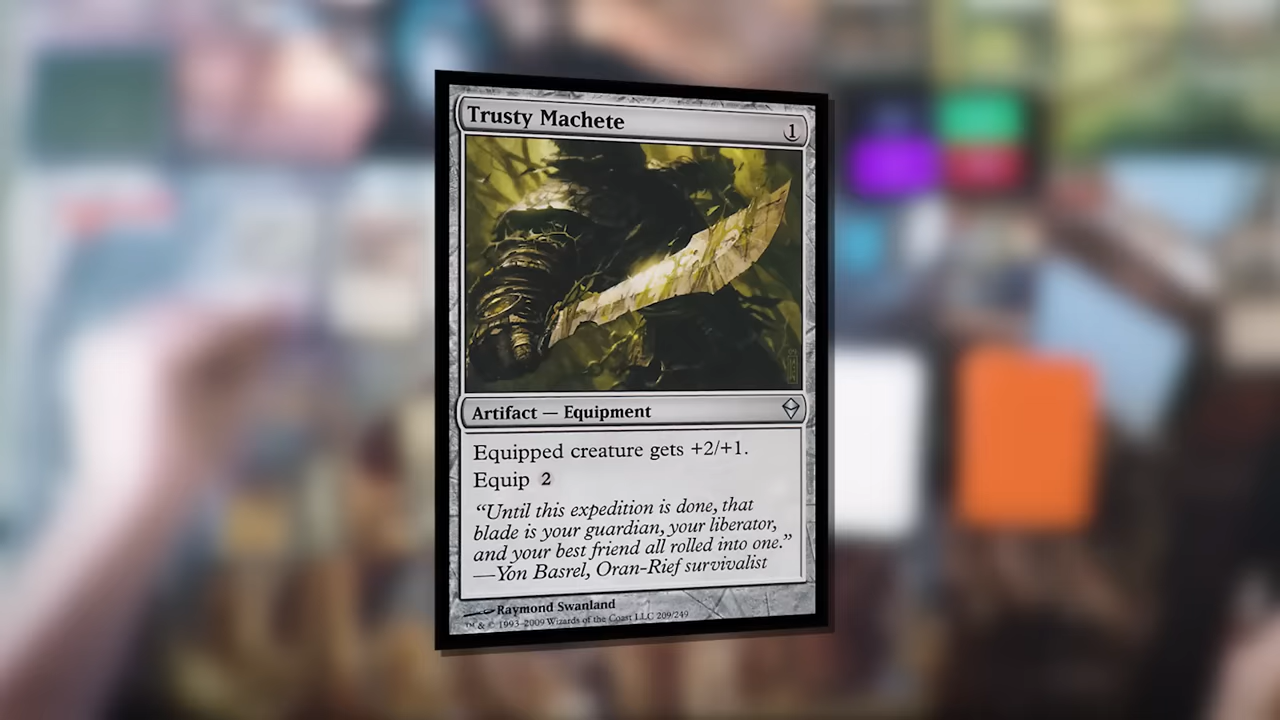 Trusty Machete
1
Artifact — Equipment
Equipped creature gets +2/+1.
Equip 2
“Until this expedition is done, that
blade is your guardian, your liberator,
and your best friend all rolled into one.”
—Yon Basrel, Oran-Rief survivalist
Raymond Swanland
™ & © 1993–2009 Wizards of the Coast LLC 209/249